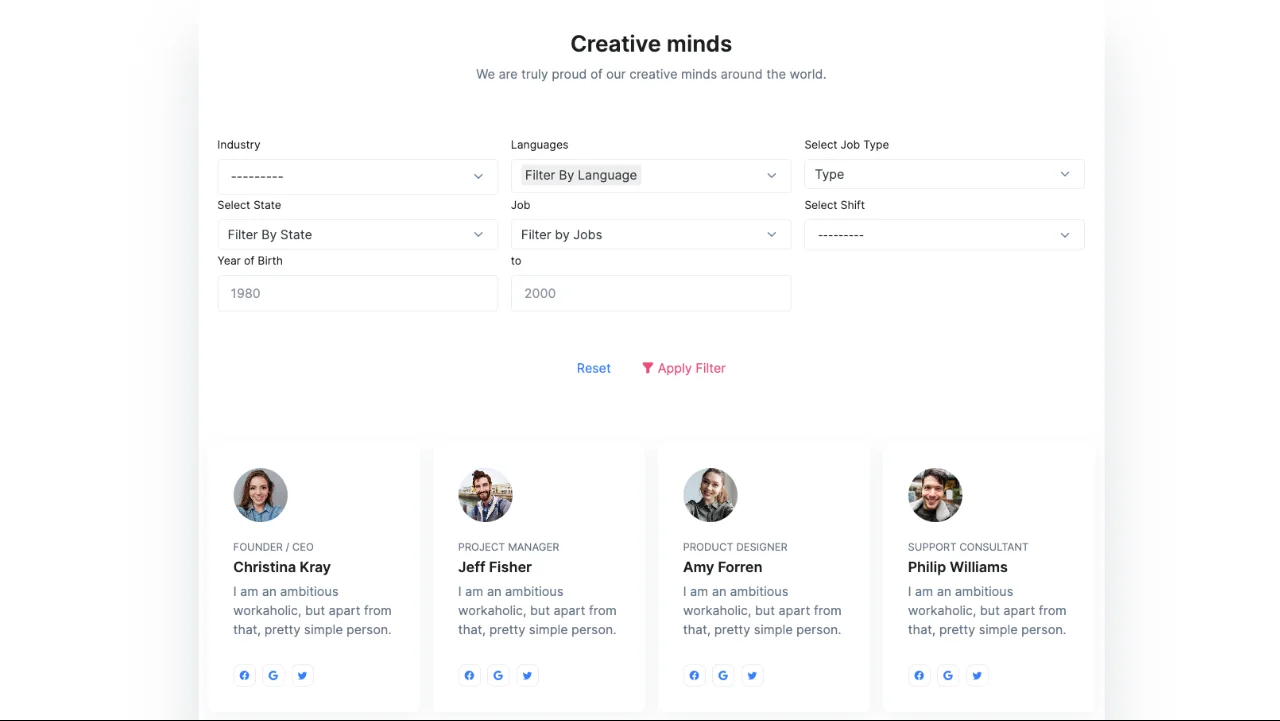 Creative minds
We are truly proud of our creative minds around the world.
Industry
Languages
Select Job Type
---------
Filter By Language
Type
Select State
Job
Select Shift
Filter By State
Filter by Jobs
---------
Year of Birth
to
1980
2000
Reset
Apply Filter
FOUNDER / CEO
Christina Kray
I am an ambitious
workaholic, but apart from
that, pretty simple person.
PROJECT MANAGER
Jeff Fisher
I am an ambitious
workaholic, but apart from
that, pretty simple person.
PRODUCT DESIGNER
Amy Forren
I am an ambitious
workaholic, but apart from
that, pretty simple person.
SUPPORT CONSULTANT
Philip Williams
I am an ambitious
workaholic, but apart from
that, pretty simple person.